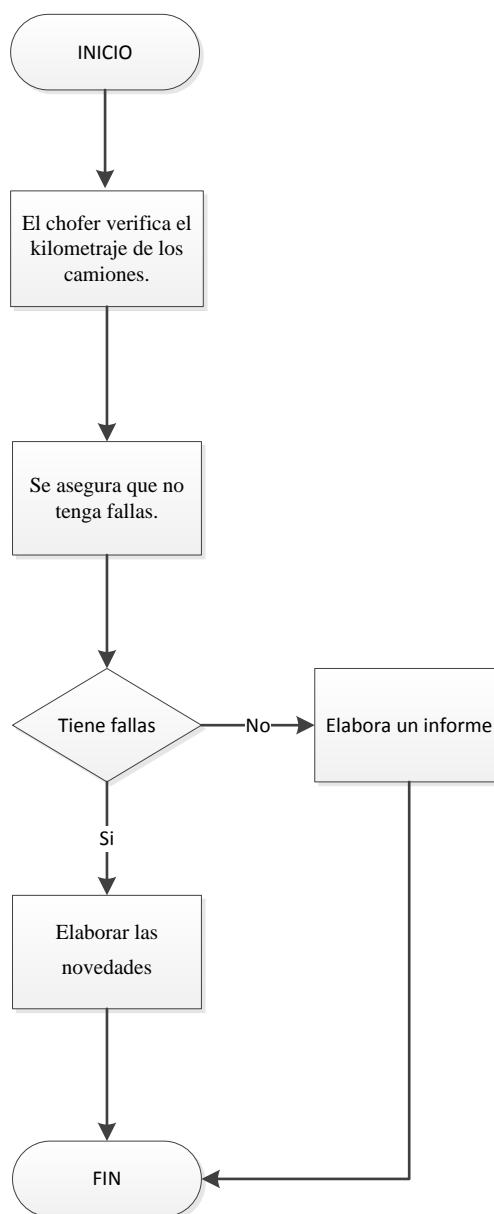 INICIO
El chofer verifica el
kilometraje de los
camiones.
Se asegura que no
tenga fallas.
Tiene fallas
No
Elabora un informe
Si
Elaborar las
novedades
FIN